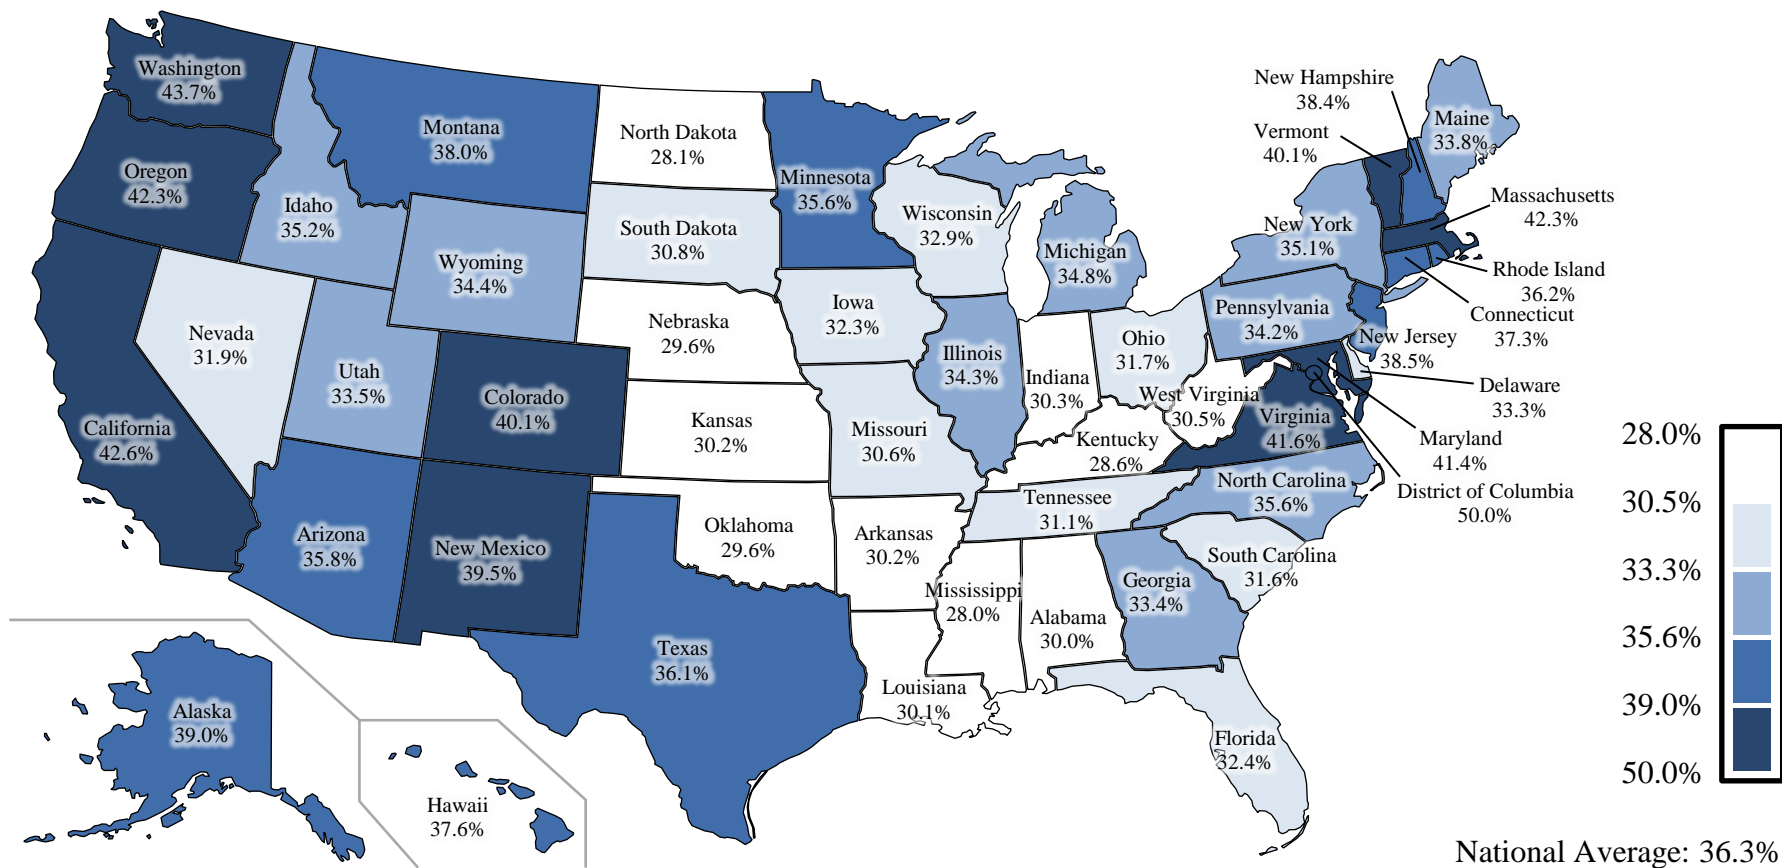 Washington
43.7%
Oregon
42.3%
California
42.6%
Idaho
35.2%
Nevada
31.9%
Montana
38.0%
Wyoming
34.4%
Utah
33.5%
Colorado
40.1%
Arizona
35.8%
New Mexico
39.5%
North Dakota
28.1%
South Dakota
30.8%
Nebraska
29.6%
Kansas
30.2%
Oklahoma
29.6%
Texas
36.1%
Minnesota
35.6%
Iowa
32.3%
Missouri
30.6%
Arkansas
30.2%
Louisiana
30.1%
Wisconsin
32.9%
Illinois
34.3%
Michigan
34.8%
Indiana
30.3%
Ohio
31.7%
Kentucky
28.6%
Tennessee
31.1%
Mississippi
28.0%
Alabama
30.0%
Georgia
33.4%
Florida
32.4%
South Carolina
31.6%
North Carolina
35.6%
Virginia
41.6%
West Virginia
30.5%
Pennsylvania
34.2%
New York
35.1%
Maine
33.8%
New Hampshire
38.4%
Vermont
40.1%
Massachusetts
42.3%
Rhode Island
36.2%
Connecticut
37.3%
New Jersey
38.5%
Delaware
33.3%
Maryland
41.4%
District of Columbia
50.0%
Alaska
39.0%
Hawaii
37.6%
28.0%
30.5%
33.3%
35.6%
39.0%
50.0%
National Average: 36.3%